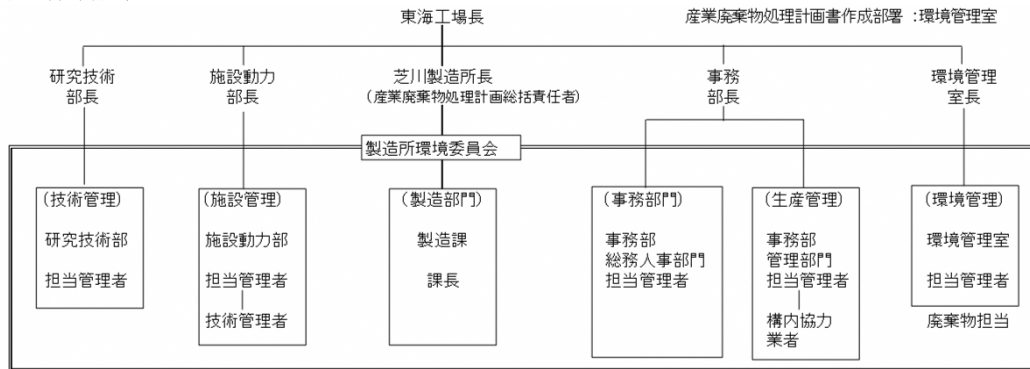 東海工場長
産業廃棄物処理計画書作成部署：環境管理室
研究技術
部長
施設動力
部長
芝川製造所長
（産業廃棄物処理計画総括責任者）
事務
部長
環境管理
室長
製造所環境委員会
（技術管理）
研究技術部
担当管理者
（施設管理）
施設動力部
担当管理者
技術管理者
（製造部門）
製造課
課長
（事務部門）
事務部
総務人事部門
担当管理者
（生産管理）
事務部
管理部門
担当管理者
構内協力
業者
（環境管理）
環境管理室
担当管理者
廃棄物担当